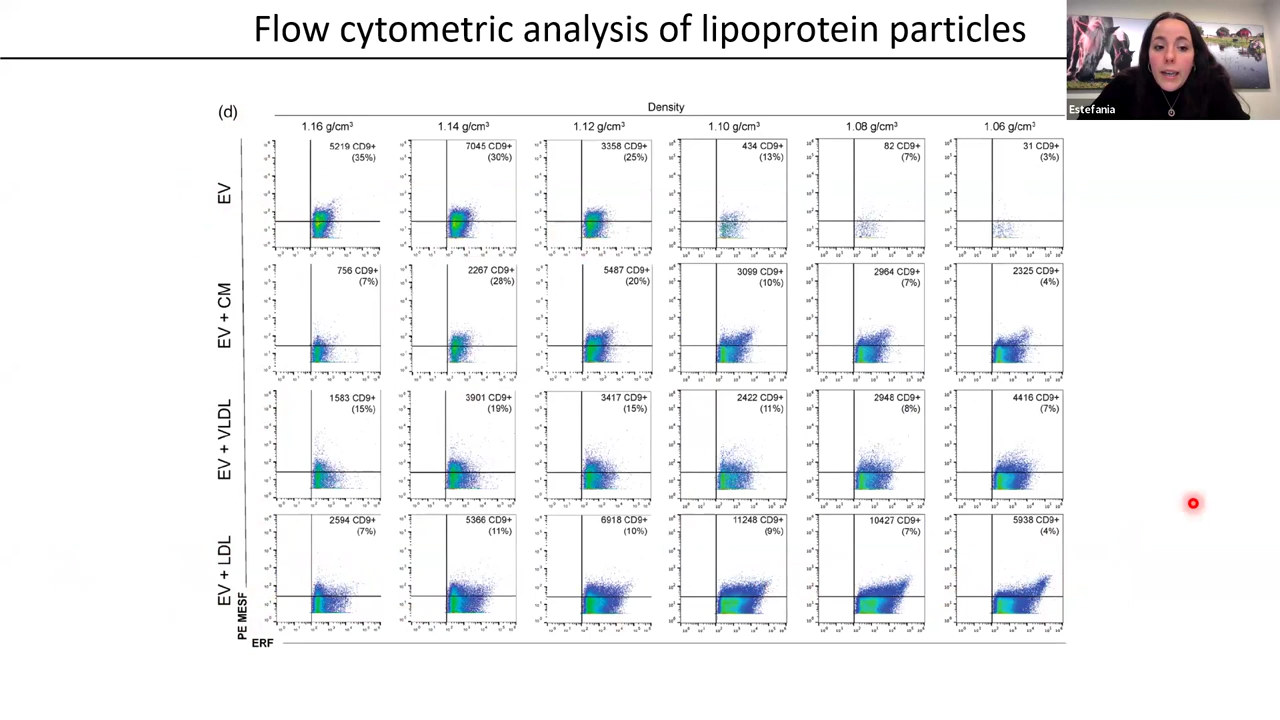 Flow cytometric analysis of lipoprotein particles
Estefania
(d)
Density
1.16 g/cm³
1.14 g/cm³
1.12 g/cm³
1.10 g/cm³
1.08 g/cm³
1.06 g/cm³
EV
5219 CD9+
(35%)
7045 CD9+
(30%)
3358 CD9+
(25%)
434 CD9+
(13%)
82 CD9+
(7%)
31 CD9+
(3%)
EV + CM
756 CD9+
(7%)
2267 CD9+
(28%)
5487 CD9+
(20%)
3099 CD9+
(10%)
2964 CD9+
(7%)
2325 CD9+
(4%)
EV + VLDL
1583 CD9+
(15%)
3901 CD9+
(19%)
3417 CD9+
(15%)
2422 CD9+
(11%)
2948 CD9+
(8%)
4416 CD9+
(7%)
EV + LDL
2594 CD9+
(7%)
5366 CD9+
(11%)
6918 CD9+
(10%)
11248 CD9+
(9%)
10427 CD9+
(7%)
5938 CD9+
(4%)
PE MESF
ERF